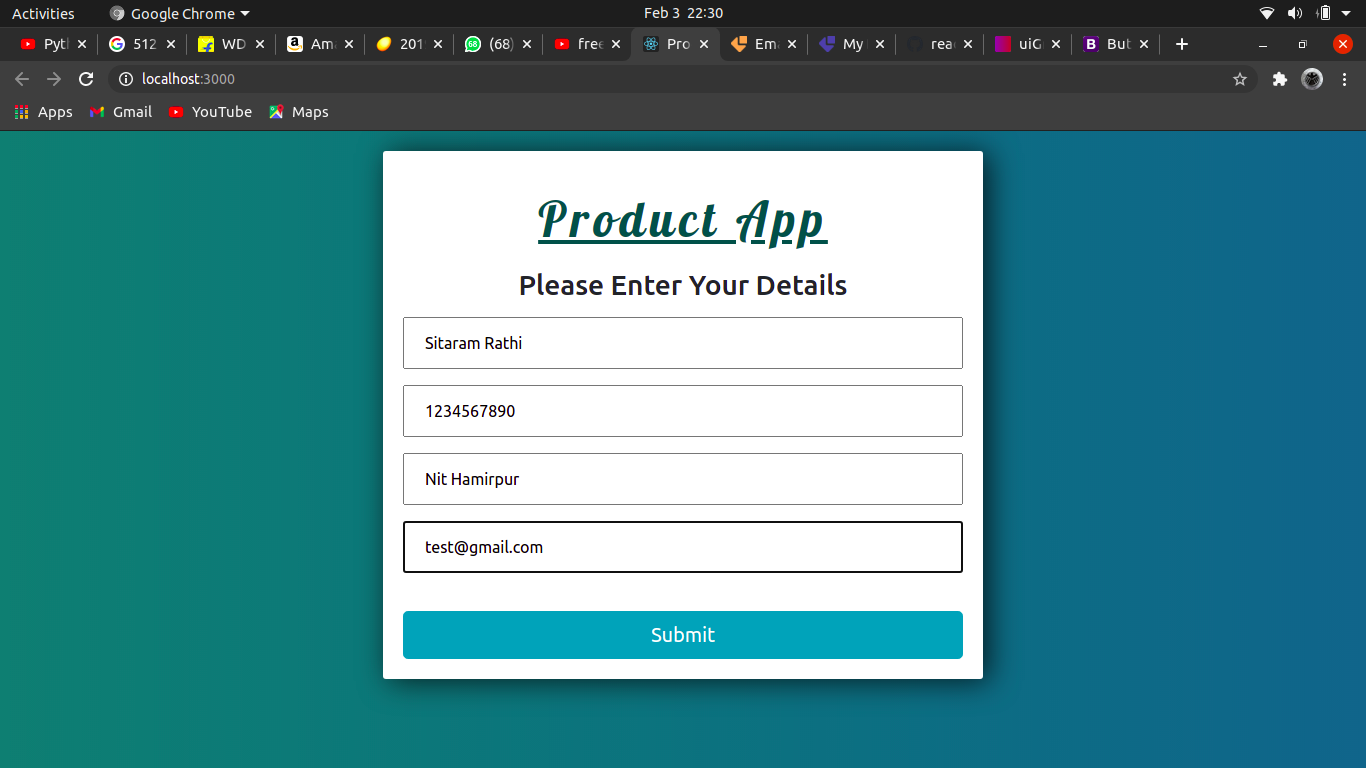 Activities Google Chrome Feb 3 22:30
Pyt 512 WD Ama 201 (68) free Pro Ema My rea uiG But
localhost:3000
Apps Gmail YouTube Maps
Product App
Please Enter Your Details
Sitaram Rathi
1234567890
Nit Hamirpur
test@gmail.com
Submit